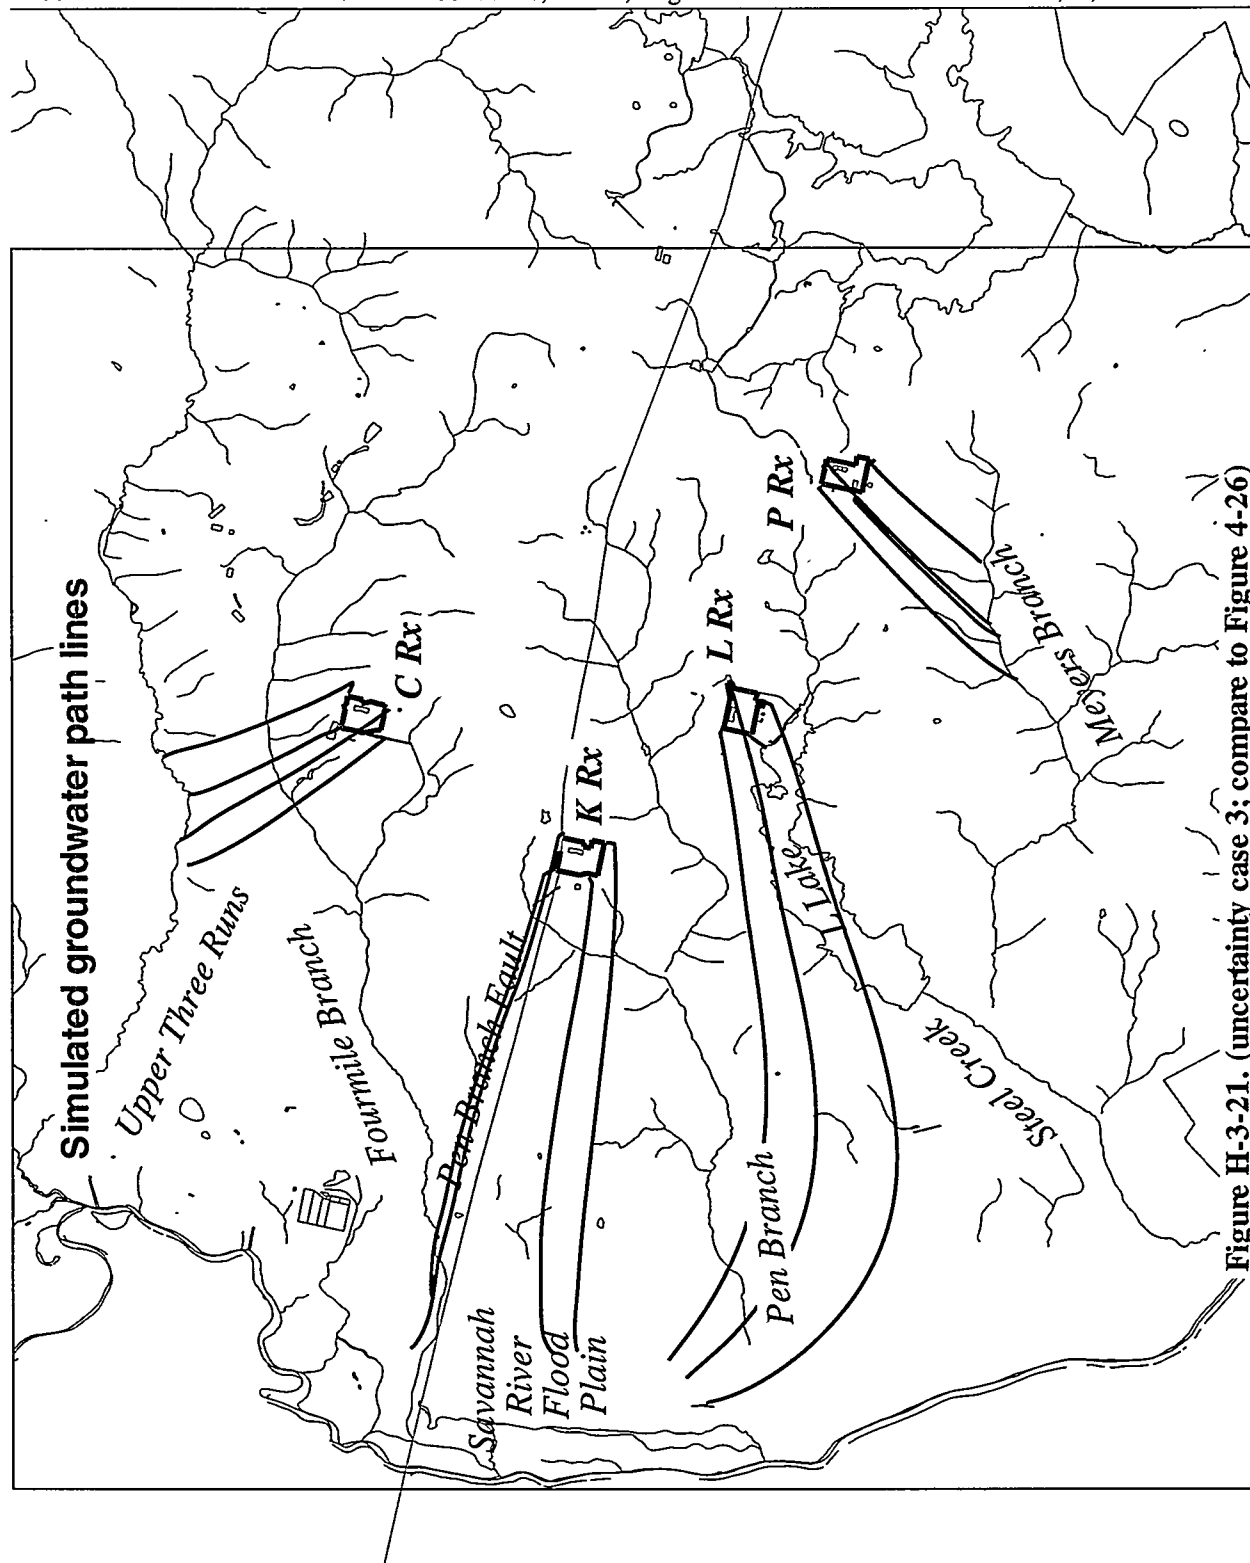 Simulated groundwater path lines
Upper Three Runs
Fourmile Branch
C Rx
Pen Branch Fault
K Rx
Savannah
River
Flood
Plain
L Rx
P Rx
L Lake
Pen Branch
Steel Creek
Meyers Branch
Figure H-3-21. (uncertainty case 3; compare to Figure 4-26)